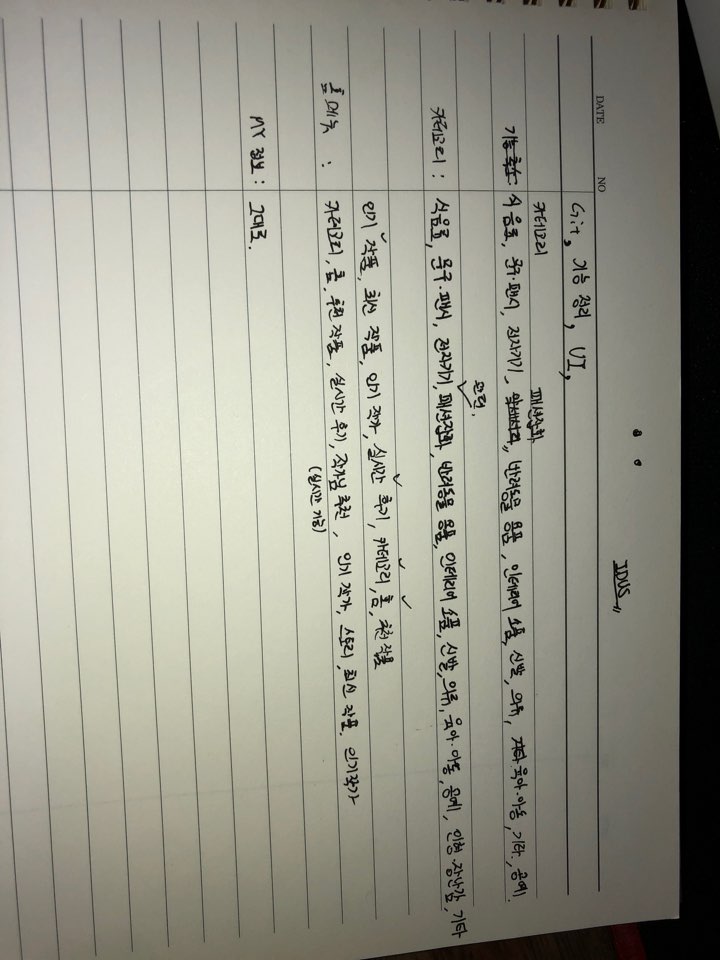 IDUS
DATE NO
Git, 기능 정리, UI,
카테고리
패션잡화
식음료, 문구·팬시, 전자기기, 반려동물 용품, 인테리어 소품, 신발, 의류, 육아·아동, 기타, 공예.
관련.
카테고리 : 식음료, 문구·팬시, 전자기기, 패션잡화, 반려동물 용품, 인테리어 소품, 신발, 의류, 육아·아동, 공예, 인형·장난감, 기타
인기 작품, 최신 작품, 인기 작가, 실시간 후기, 카테고리, 홈, 추천 작품
홈 메뉴 : 카테고리, 홈, 추천 작품, 실시간 후기, 작가님 추천, 인기 작가, 스토리, 최신 작품, 인기작가
(실시간 기능)
MY 정보 : 그대로.